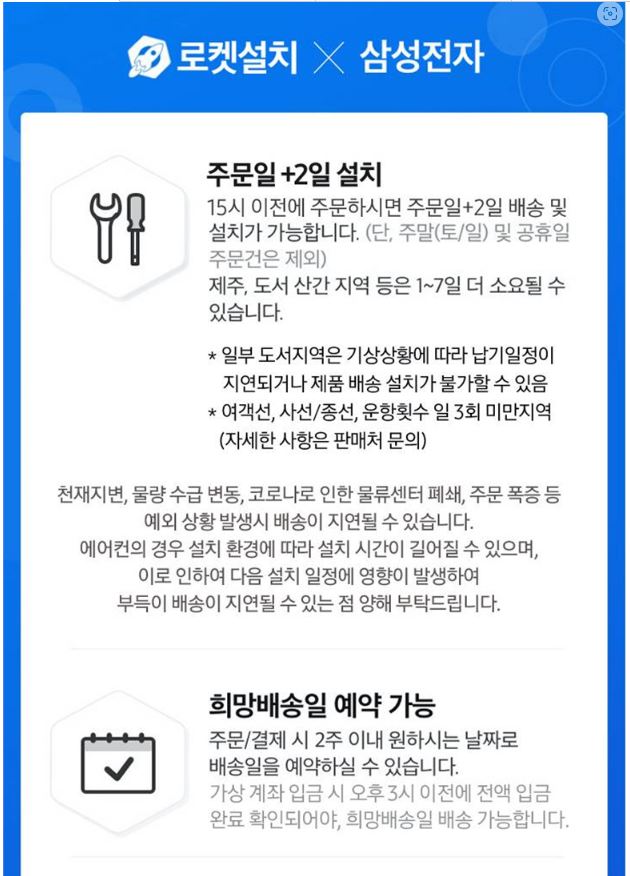 로켓설치 × 삼성전자
주문일 +2일 설치
15시 이전에 주문하시면 주문일+2일 배송 및
설치가 가능합니다. (단, 주말(토/일) 및 공휴일
주문건은 제외)
제주, 도서 산간 지역 등은 1~7일 더 소요될 수
있습니다.
* 일부 도서지역은 기상상황에 따라 납기일정이
지연되거나 제품 배송 설치가 불가할 수 있음
* 여객선, 사선/종선, 운항횟수 일 3회 미만지역
(자세한 사항은 판매처 문의)
천재지변, 물량 수급 변동, 코로나로 인한 물류센터 폐쇄, 주문 폭증 등
예외 상황 발생시 배송이 지연될 수 있습니다.
에어컨의 경우 설치 환경에 따라 설치 시간이 길어질 수 있으며,
이로 인하여 다음 설치 일정에 영향이 발생하여
부득이 배송이 지연될 수 있는 점 양해 부탁드립니다.
희망배송일 예약 가능
주문/결제 시 2주 이내 원하시는 날짜로
배송일을 예약하실 수 있습니다.
가상 계좌 입금 시 오후 3시 이전에 전액 입금
완료 확인되어야, 희망배송일 배송 가능합니다.